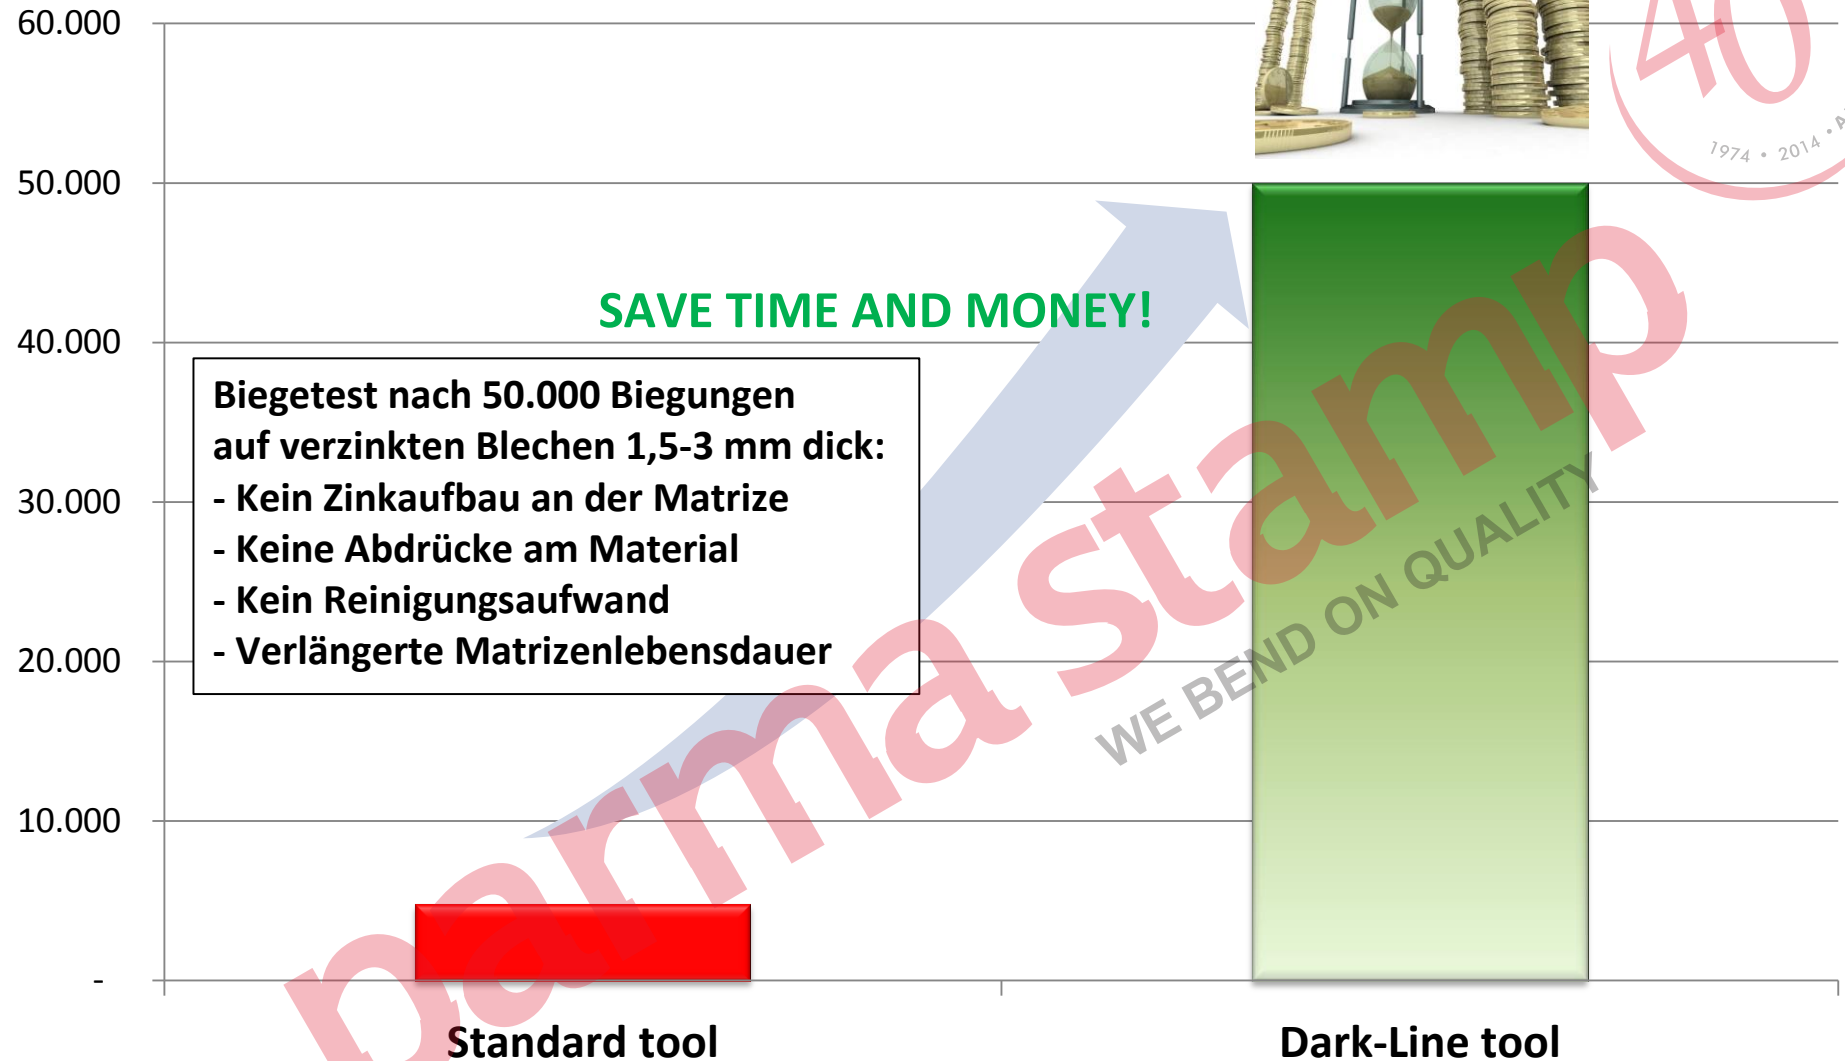 60.000
50.000
40.000
30.000
20.000
10.000
-
40
1974 • 2014 •
SAVE TIME AND MONEY!
Biegetest nach 50.000 Biegungen
auf verzinkten Blechen 1,5-3 mm dick:
- Kein Zinkaufbau an der Matrize
- Keine Abdrücke am Material
- Kein Reinigungsaufwand
- Verlängerte Matrizenlebensdauer
parma stamp
WE BEND ON QUALITY
Standard tool
Dark-Line tool